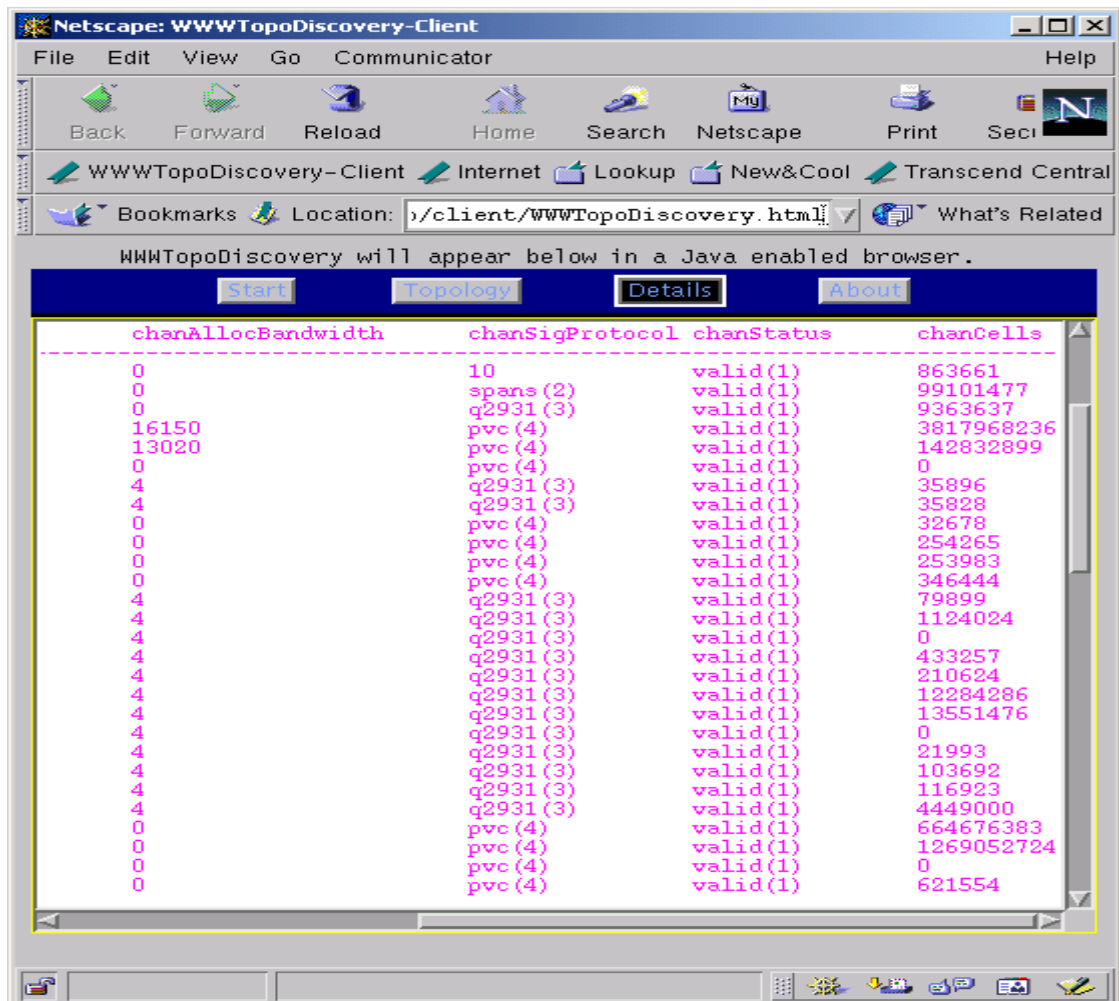 Netscape: WWWTopoDiscovery-Client
File Edit View Go Communicator Help
Back Forward Reload Home Search Netscape Print Secu
My
N
WWWTopoDiscovery-Client Internet Lookup New&Cool Transcend Central
Bookmarks Location: /client/WWWTopoDiscovery.html What's Related
WWWTopoDiscovery will appear below in a Java enabled browser.
Start Topology Details About
chanAllocBandwidth chanSigProtocol chanStatus chanCells
0 10 valid(1) 863661
0 spans(2) valid(1) 99101477
0 q2931(3) valid(1) 9363637
16150 pvc(4) valid(1) 3817968236
13020 pvc(4) valid(1) 142832899
0 pvc(4) valid(1) 0
4 q2931(3) valid(1) 35896
4 q2931(3) valid(1) 35828
0 pvc(4) valid(1) 32678
0 pvc(4) valid(1) 254265
0 pvc(4) valid(1) 253983
0 pvc(4) valid(1) 346444
4 q2931(3) valid(1) 79899
4 q2931(3) valid(1) 1124024
4 q2931(3) valid(1) 0
4 q2931(3) valid(1) 433257
4 q2931(3) valid(1) 210624
4 q2931(3) valid(1) 12284286
4 q2931(3) valid(1) 13551476
4 q2931(3) valid(1) 0
4 q2931(3) valid(1) 21993
4 q2931(3) valid(1) 103692
4 q2931(3) valid(1) 116923
4 q2931(3) valid(1) 4449000
0 pvc(4) valid(1) 664676383
0 pvc(4) valid(1) 1269052724
0 pvc(4) valid(1) 0
0 pvc(4) valid(1) 621554